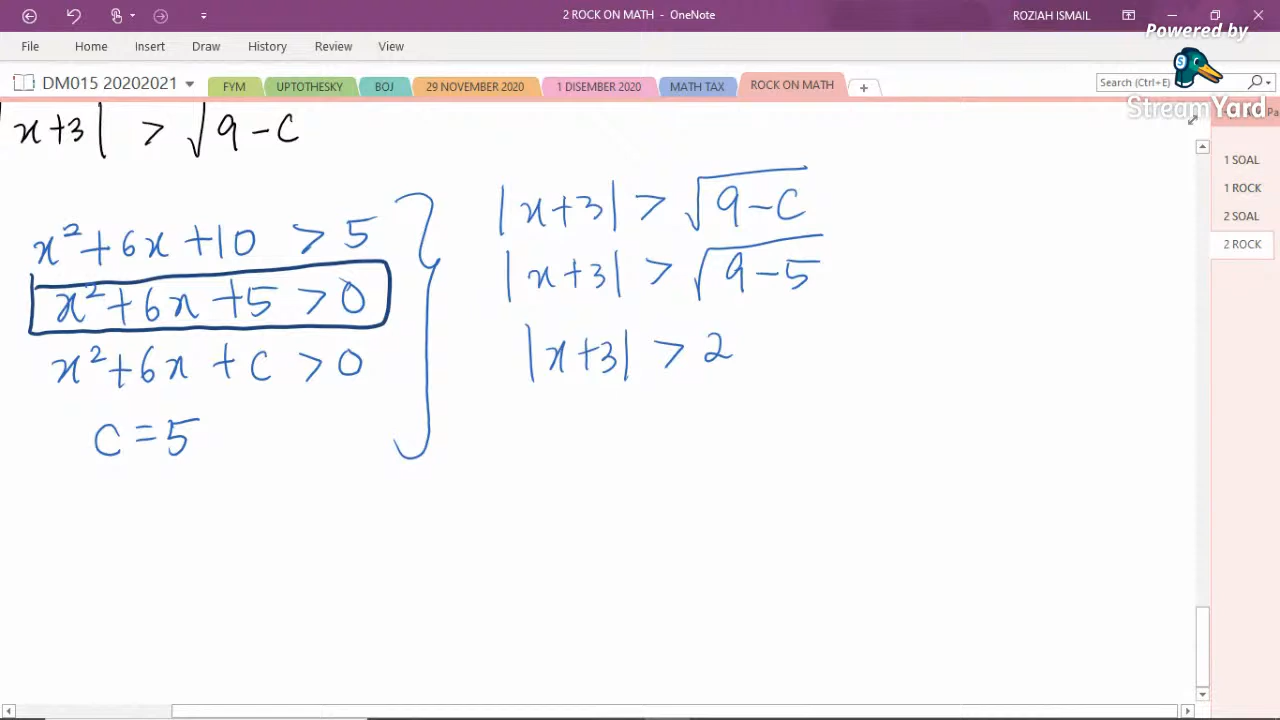 2 ROCK ON MATH - OneNote
ROZIAH ISMAIL
Powered by
File Home Insert Draw History Review View
DM015 20202021
FYM UPTOTHESKY BOJ 29 NOVEMBER 2020 1 DISEMBER 2020 MATH TAX ROCK ON MATH +
Search (Ctrl+E)
StreamYard
1 SOAL
1 ROCK
2 SOAL
2 ROCK
|x+3| > √9-C
x²+6x+10 > 5
x²+6x+5 > 0
x²+6x+C > 0
C = 5
|x+3| > √9-C
|x+3| > √9-5
|x+3| > 2